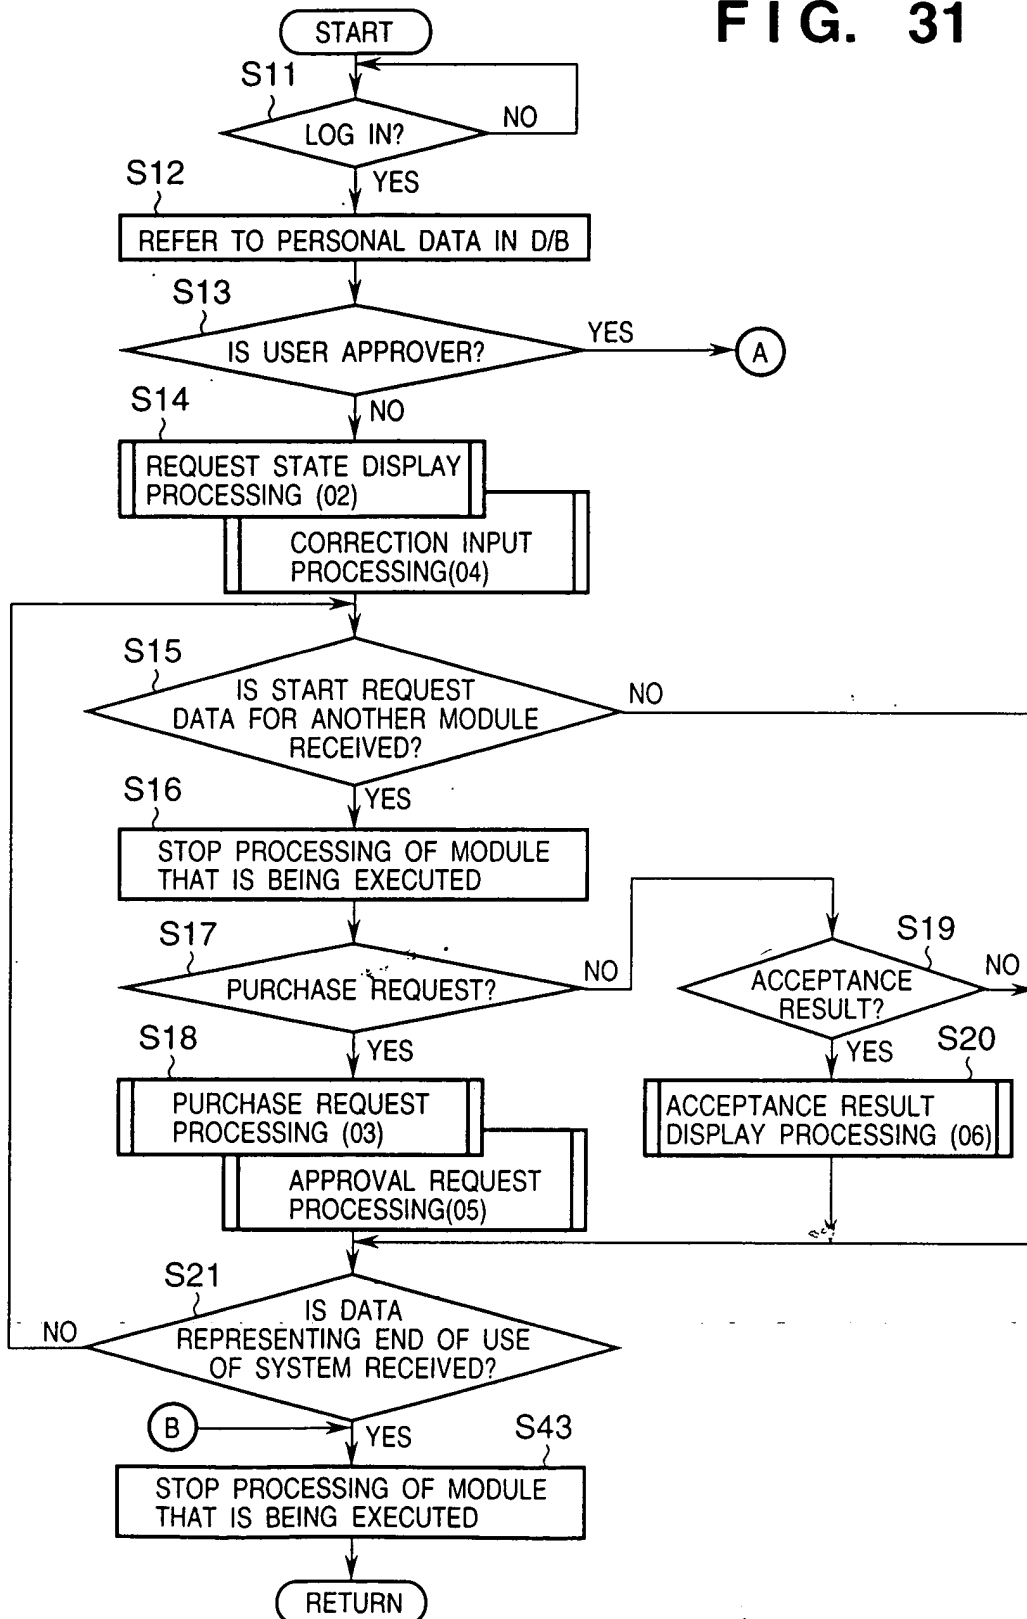 FIG. 31
START
S11
LOG IN?
NO
YES
S12
REFER TO PERSONAL DATA IN D/B
S13
IS USER APPROVER?
YES
A
NO
S14
REQUEST STATE DISPLAY
PROCESSING (02)
CORRECTION INPUT
PROCESSING(04)
S15
IS START REQUEST
DATA FOR ANOTHER MODULE
RECEIVED?
NO
YES
S16
STOP PROCESSING OF MODULE
THAT IS BEING EXECUTED
S17
PURCHASE REQUEST?
NO
S19
ACCEPTANCE
RESULT?
NO
YES
YES
S18
PURCHASE REQUEST
PROCESSING (03)
APPROVAL REQUEST
PROCESSING(05)
S20
ACCEPTANCE RESULT
DISPLAY PROCESSING (06)
S21
IS DATA
REPRESENTING END OF USE
OF SYSTEM RECEIVED?
NO
B
YES
S43
STOP PROCESSING OF MODULE
THAT IS BEING EXECUTED
RETURN